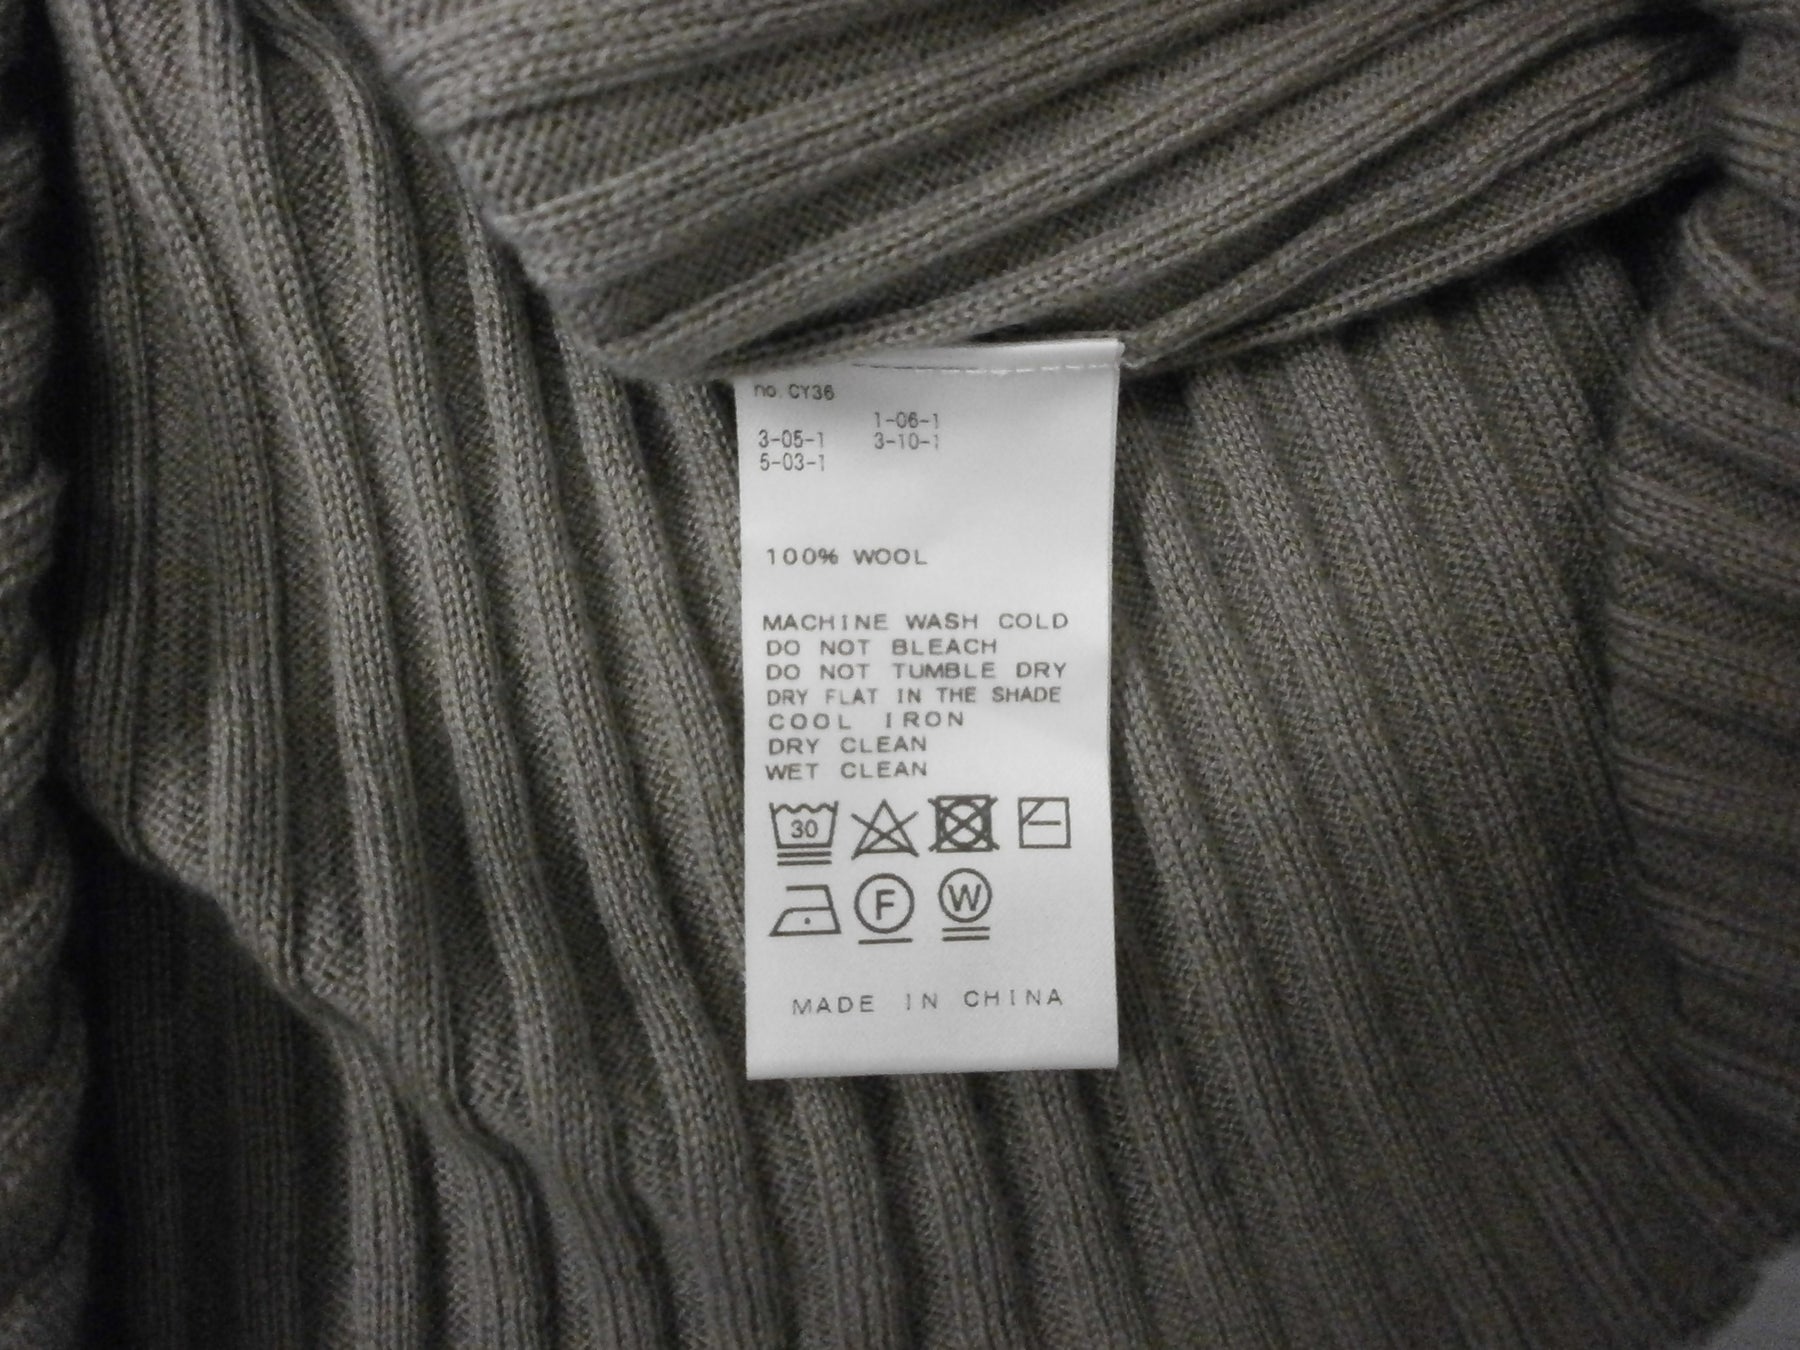 no. CY36
1-06-1
3-05-1 3-10-1
5-03-1
100% WOOL
MACHINE WASH COLD
DO NOT BLEACH
DO NOT TUMBLE DRY
DRY FLAT IN THE SHADE
COOL IRON
DRY CLEAN
WET CLEAN
30
F W
MADE IN CHINA